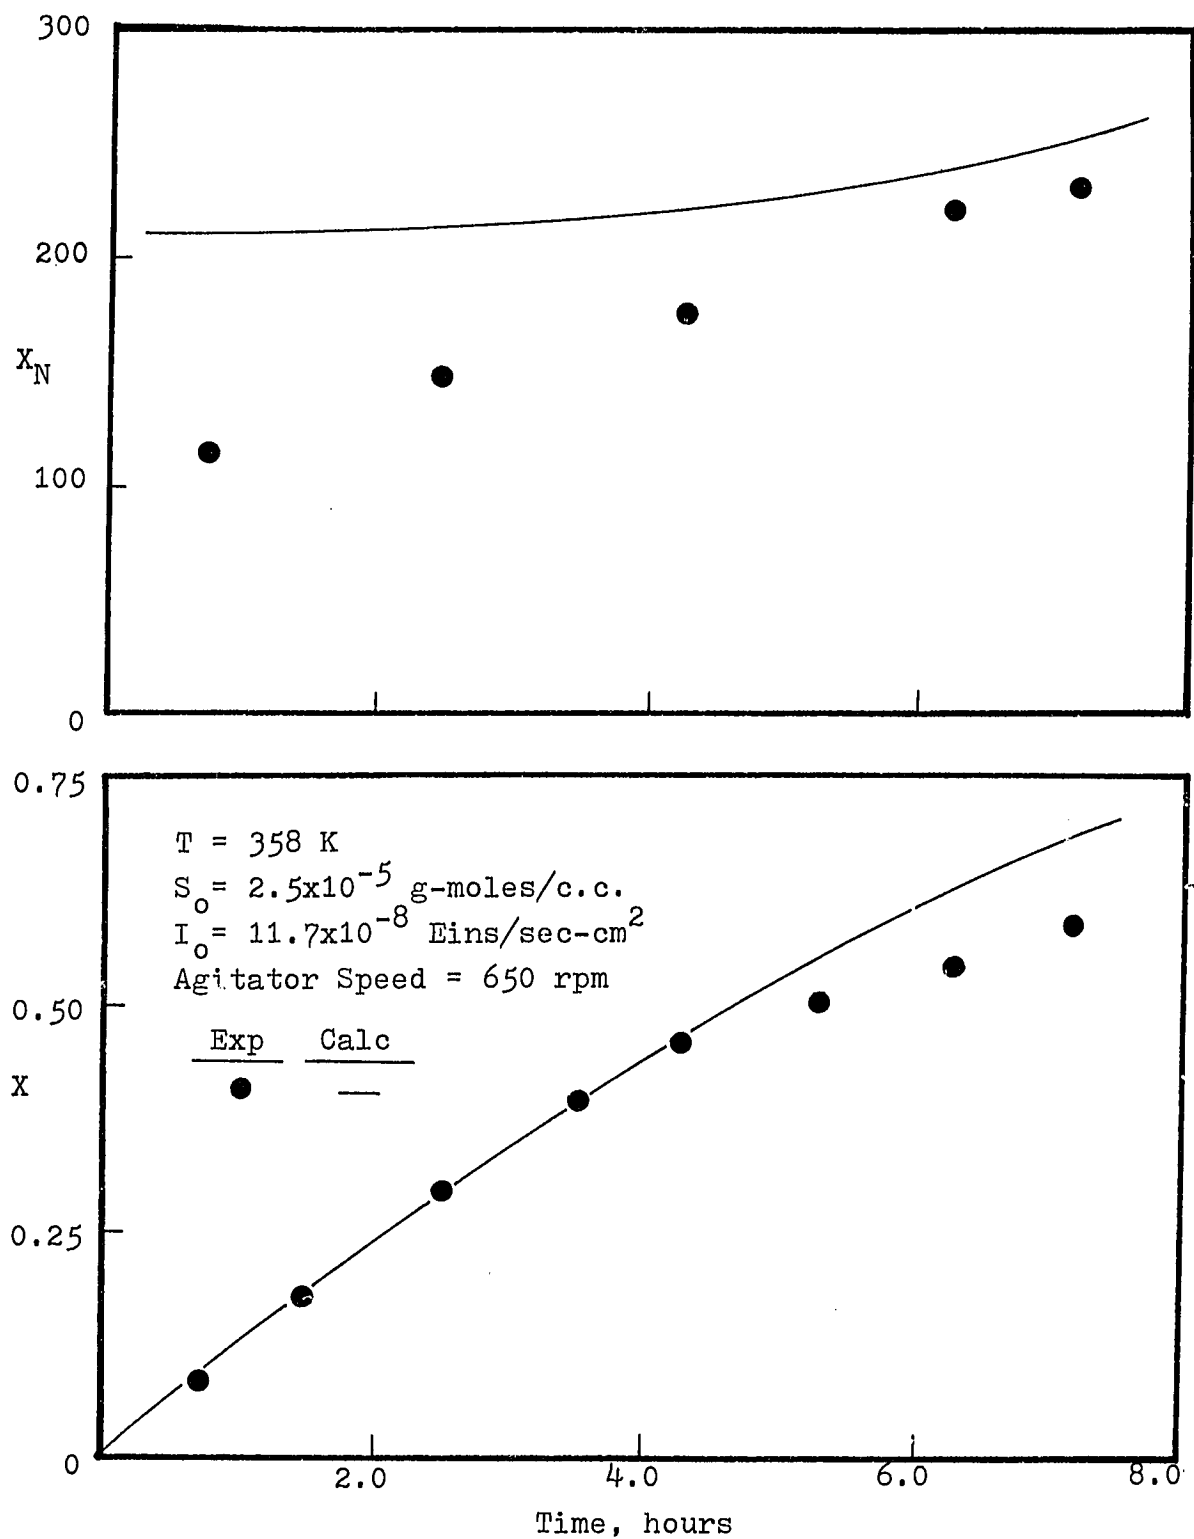 300
200
X_N
100
0
0.75
T = 358 K
S_o= 2.5x10^-5 g-moles/c.c.
I_o= 11.7x10^-8 Eins/sec-cm^2
Agitator Speed = 650 rpm
0.50
Exp Calc
X
0.25
0
2.0 4.0 6.0 8.0
Time, hours